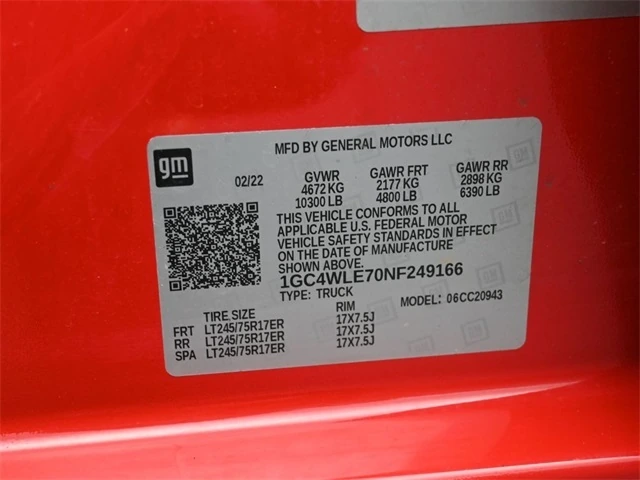 gm
MFD BY GENERAL MOTORS LLC
02/22 GVWR GAWR FRT GAWR RR
4672 KG 2177 KG 2898 KG
10300 LB 4800 LB 6390 LB
THIS VEHICLE CONFORMS TO ALL
APPLICABLE U.S. FEDERAL MOTOR
VEHICLE SAFETY STANDARDS IN EFFECT
ON THE DATE OF MANUFACTURE
SHOWN ABOVE.
1GC4WLE70NF249166
TYPE: TRUCK MODEL: 06CC20943
TIRE SIZE RIM
FRT LT245/75R17ER 17X7.5J
RR LT245/75R17ER 17X7.5J
SPA LT245/75R17ER 17X7.5J